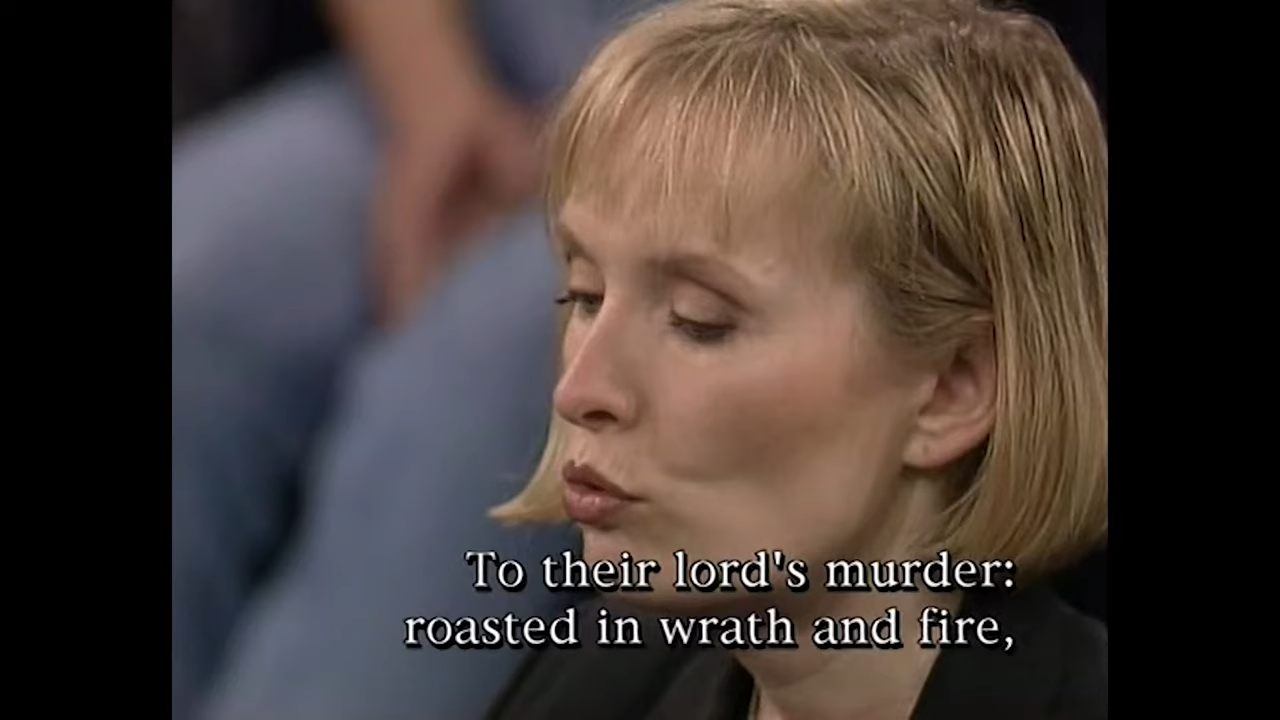 To their lord's murder:
roasted in wrath and fire,